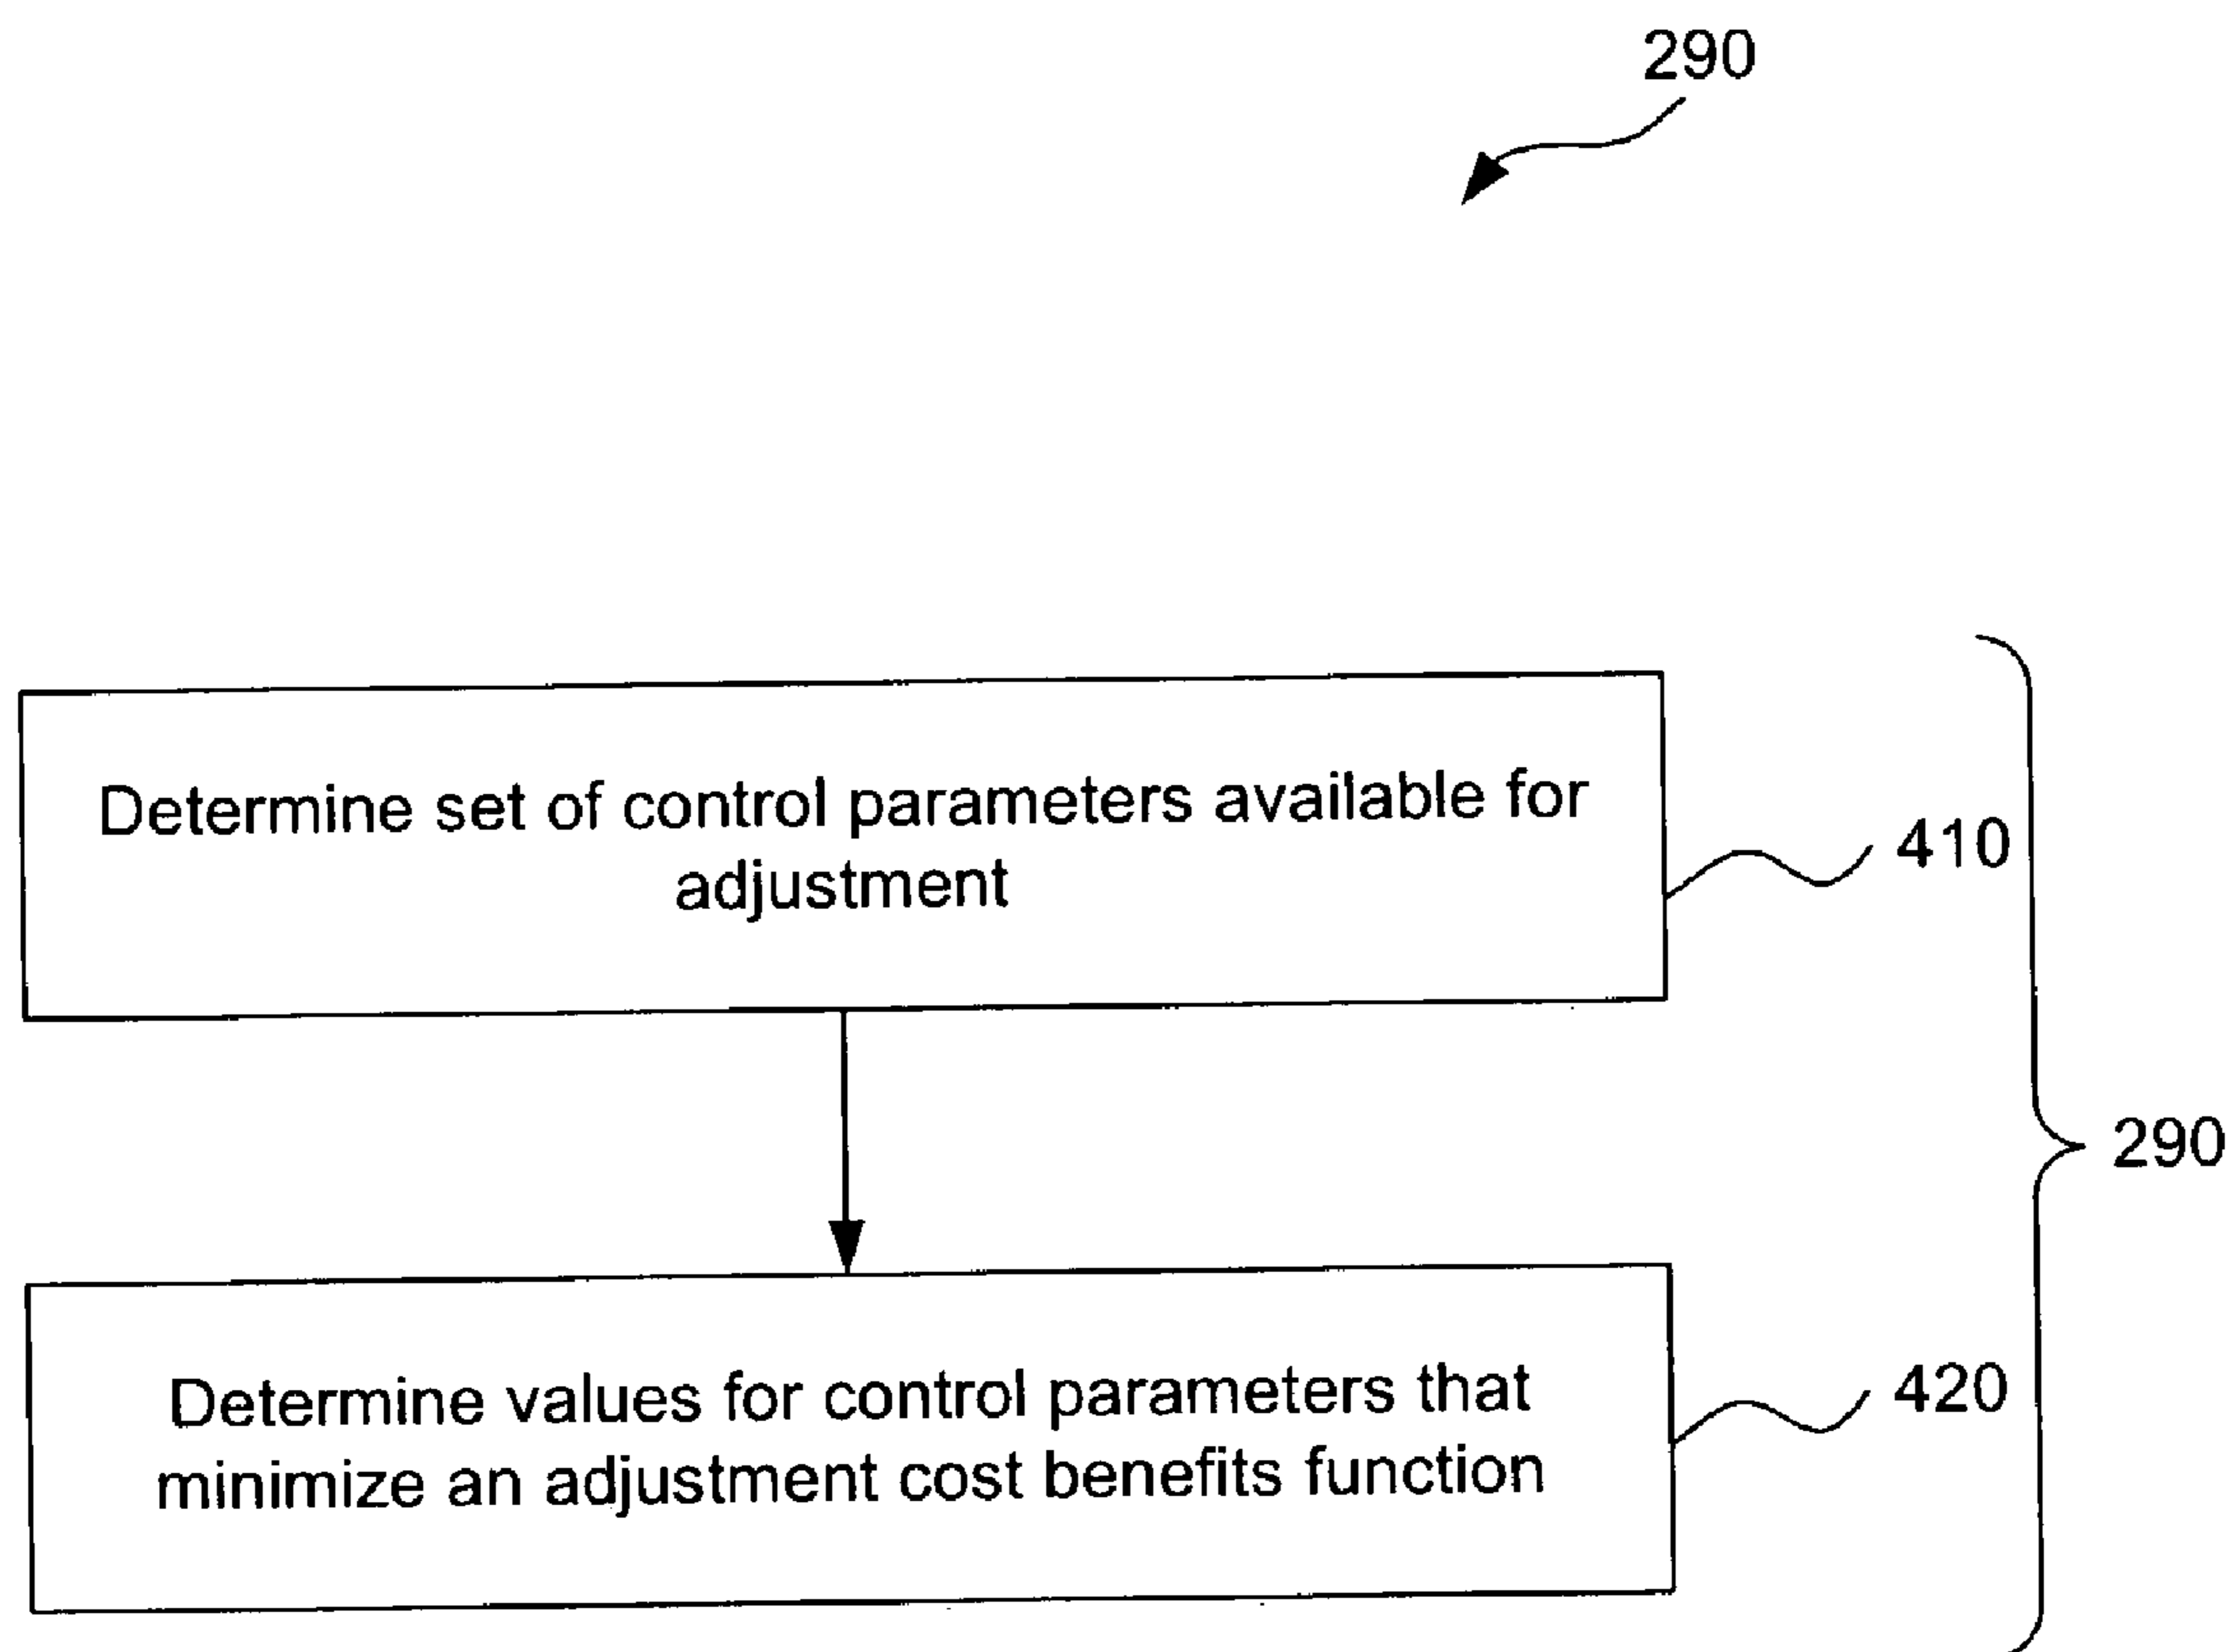 290
Determine set of control parameters available for
adjustment
410
290
Determine values for control parameters that
minimize an adjustment cost benefits function
420